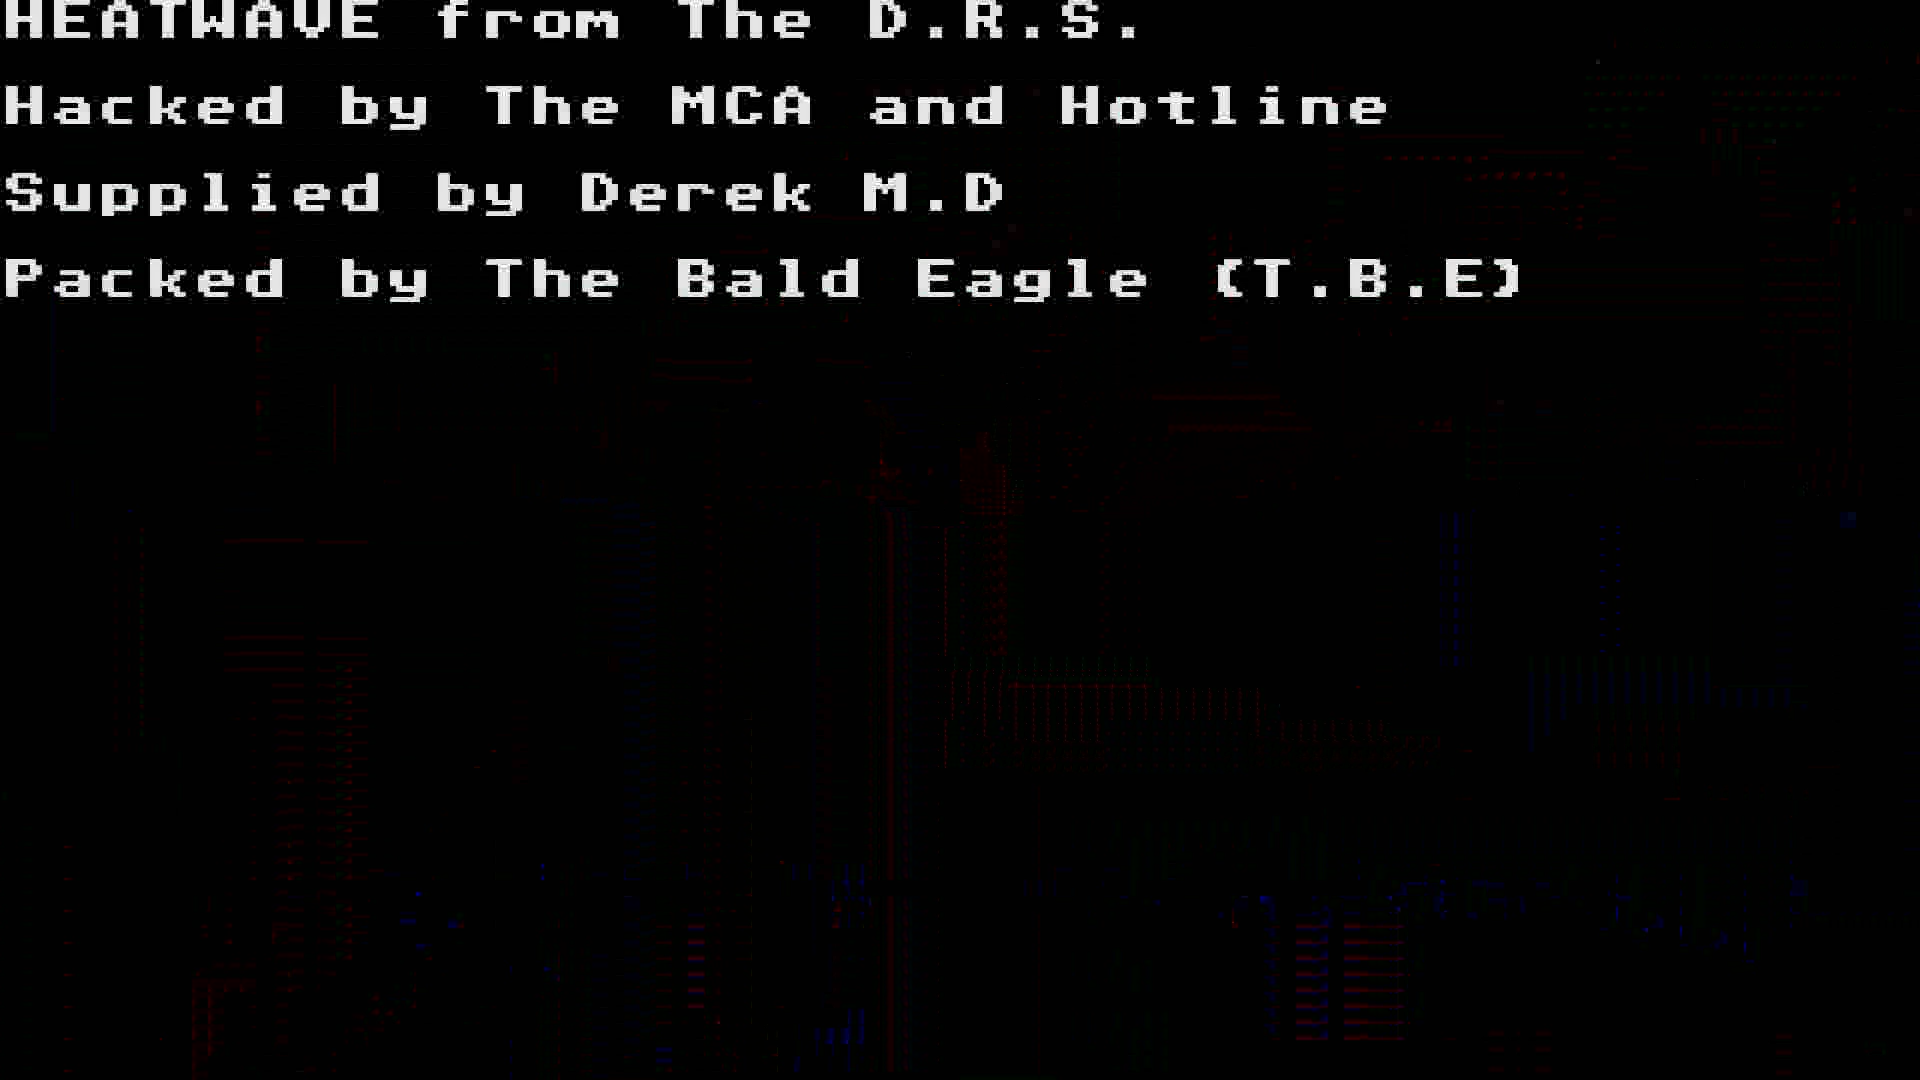 HEATWAVE from The D.R.S.
Hacked by The MCA and Hotline
Supplied by Derek M.D
Packed by The Bald Eagle (T.B.E)